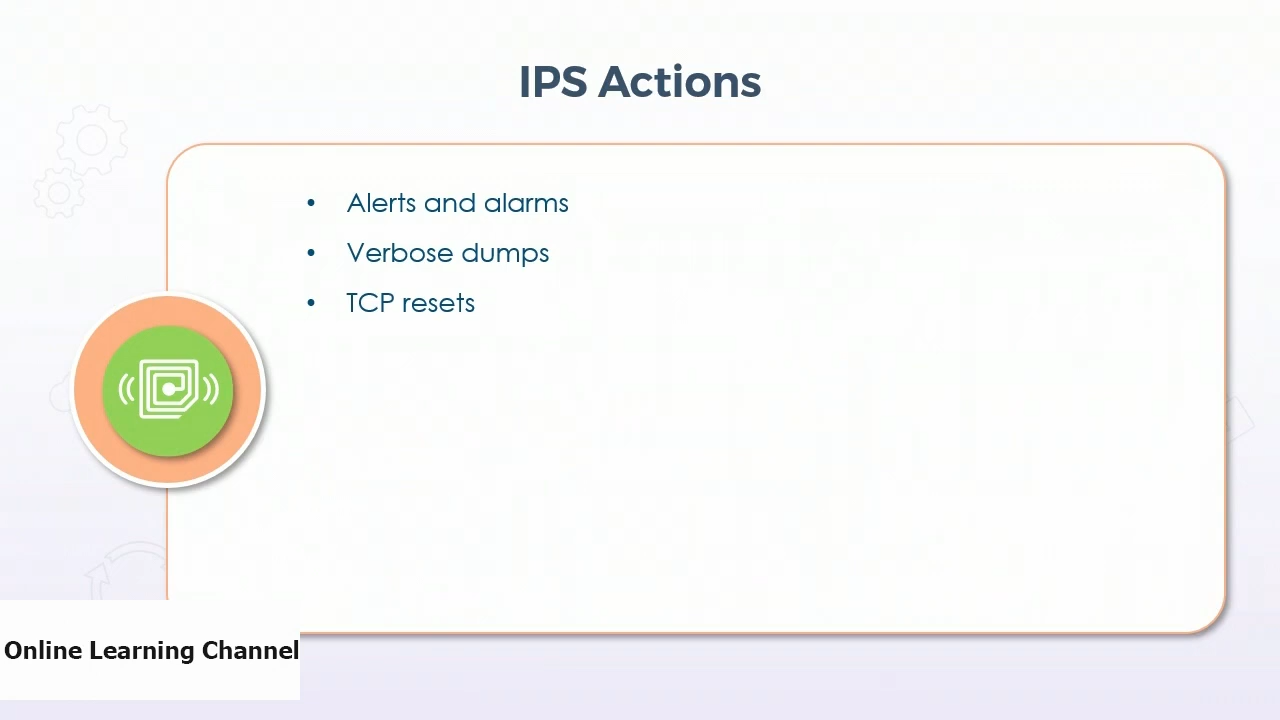 IPS Actions
• Alerts and alarms
• Verbose dumps
• TCP resets
Online Learning Channel